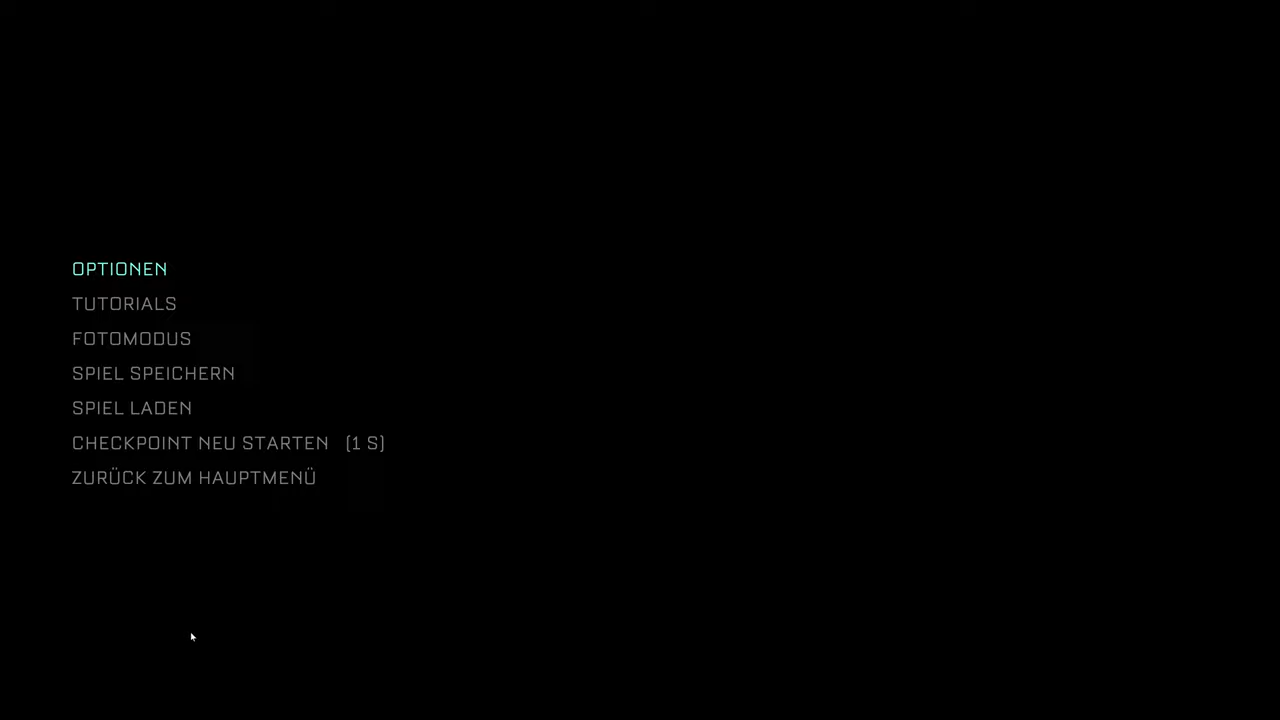 OPTIONEN
TUTORIALS
FOTOMODUS
SPIEL SPEICHERN
SPIEL LADEN
CHECKPOINT NEU STARTEN (1 S)
ZURÜCK ZUM HAUPTMENÜ